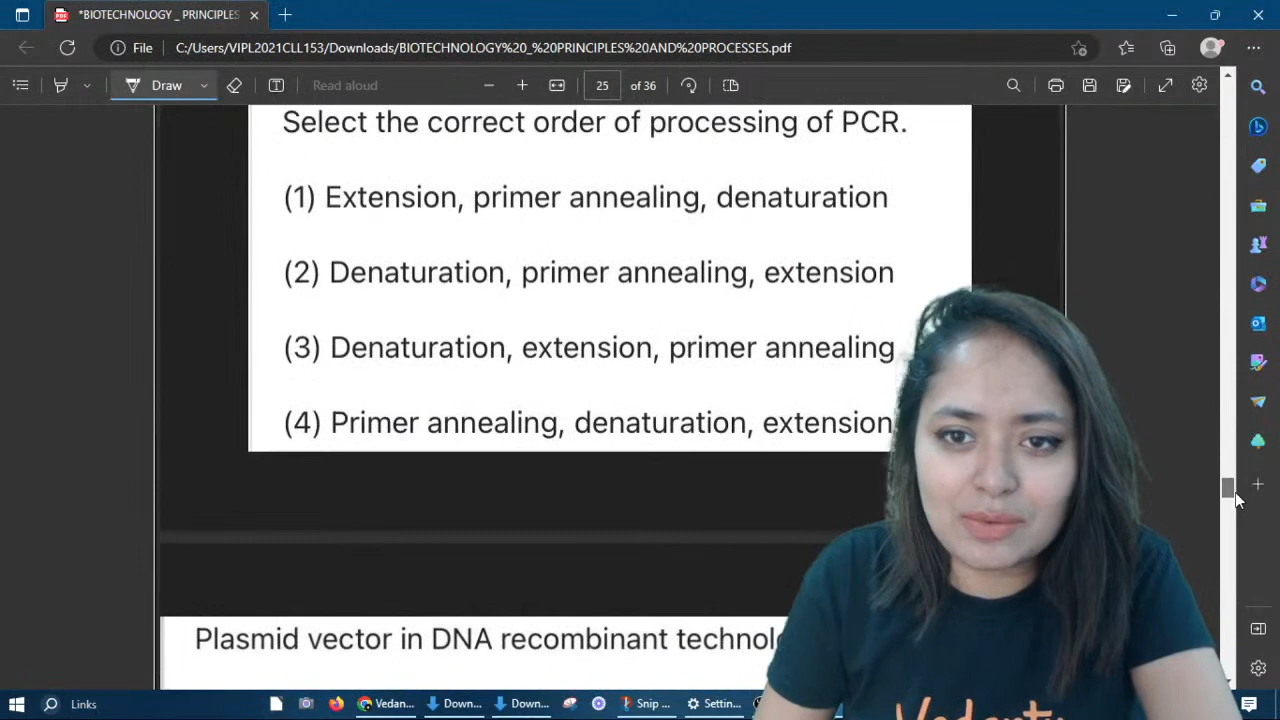 *BIOTECHNOLOGY _ PRINCIPLES
File
C:/Users/VIPL2021CLL153/Downloads/BIOTECHNOLOGY%20_%20PRINCIPLES%20AND%20PROCESSES.pdf
Draw
Read aloud
25 of 36
Select the correct order of processing of PCR.
(1) Extension, primer annealing, denaturation
(2) Denaturation, primer annealing, extension
(3) Denaturation, extension, primer annealing
(4) Primer annealing, denaturation, extension
Plasmid vector in DNA recombinant technolo
Links
Vedan...
Down...
Down...
Snip ...
Settin...
Vedantu